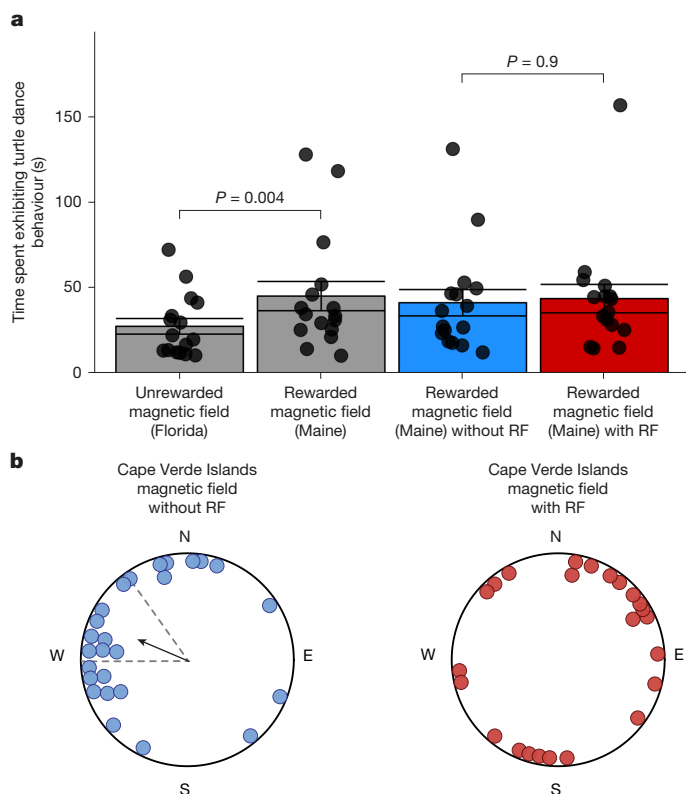 a
Time spent exhibiting turtle dance
behaviour (s)
150
100
50
0
P = 0.004
P = 0.9
Unrewarded
magnetic field
(Florida)
Rewarded
magnetic field
(Maine)
Rewarded
magnetic field
(Maine) without RF
Rewarded
magnetic field
(Maine) with RF
b
Cape Verde Islands
magnetic field
without RF
N
W
E
S
Cape Verde Islands
magnetic field
with RF
N
W
E
S